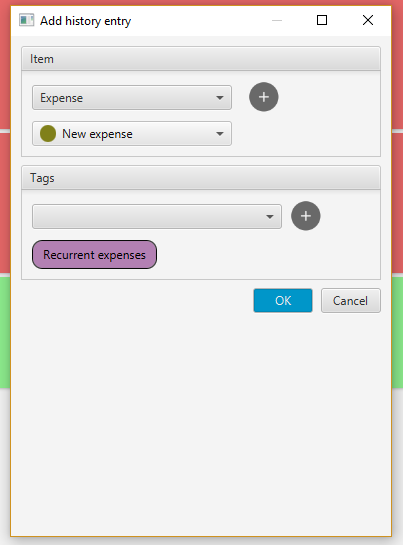 Add history entry
Item
Expense
New expense
Tags
Recurrent expenses
OK Cancel